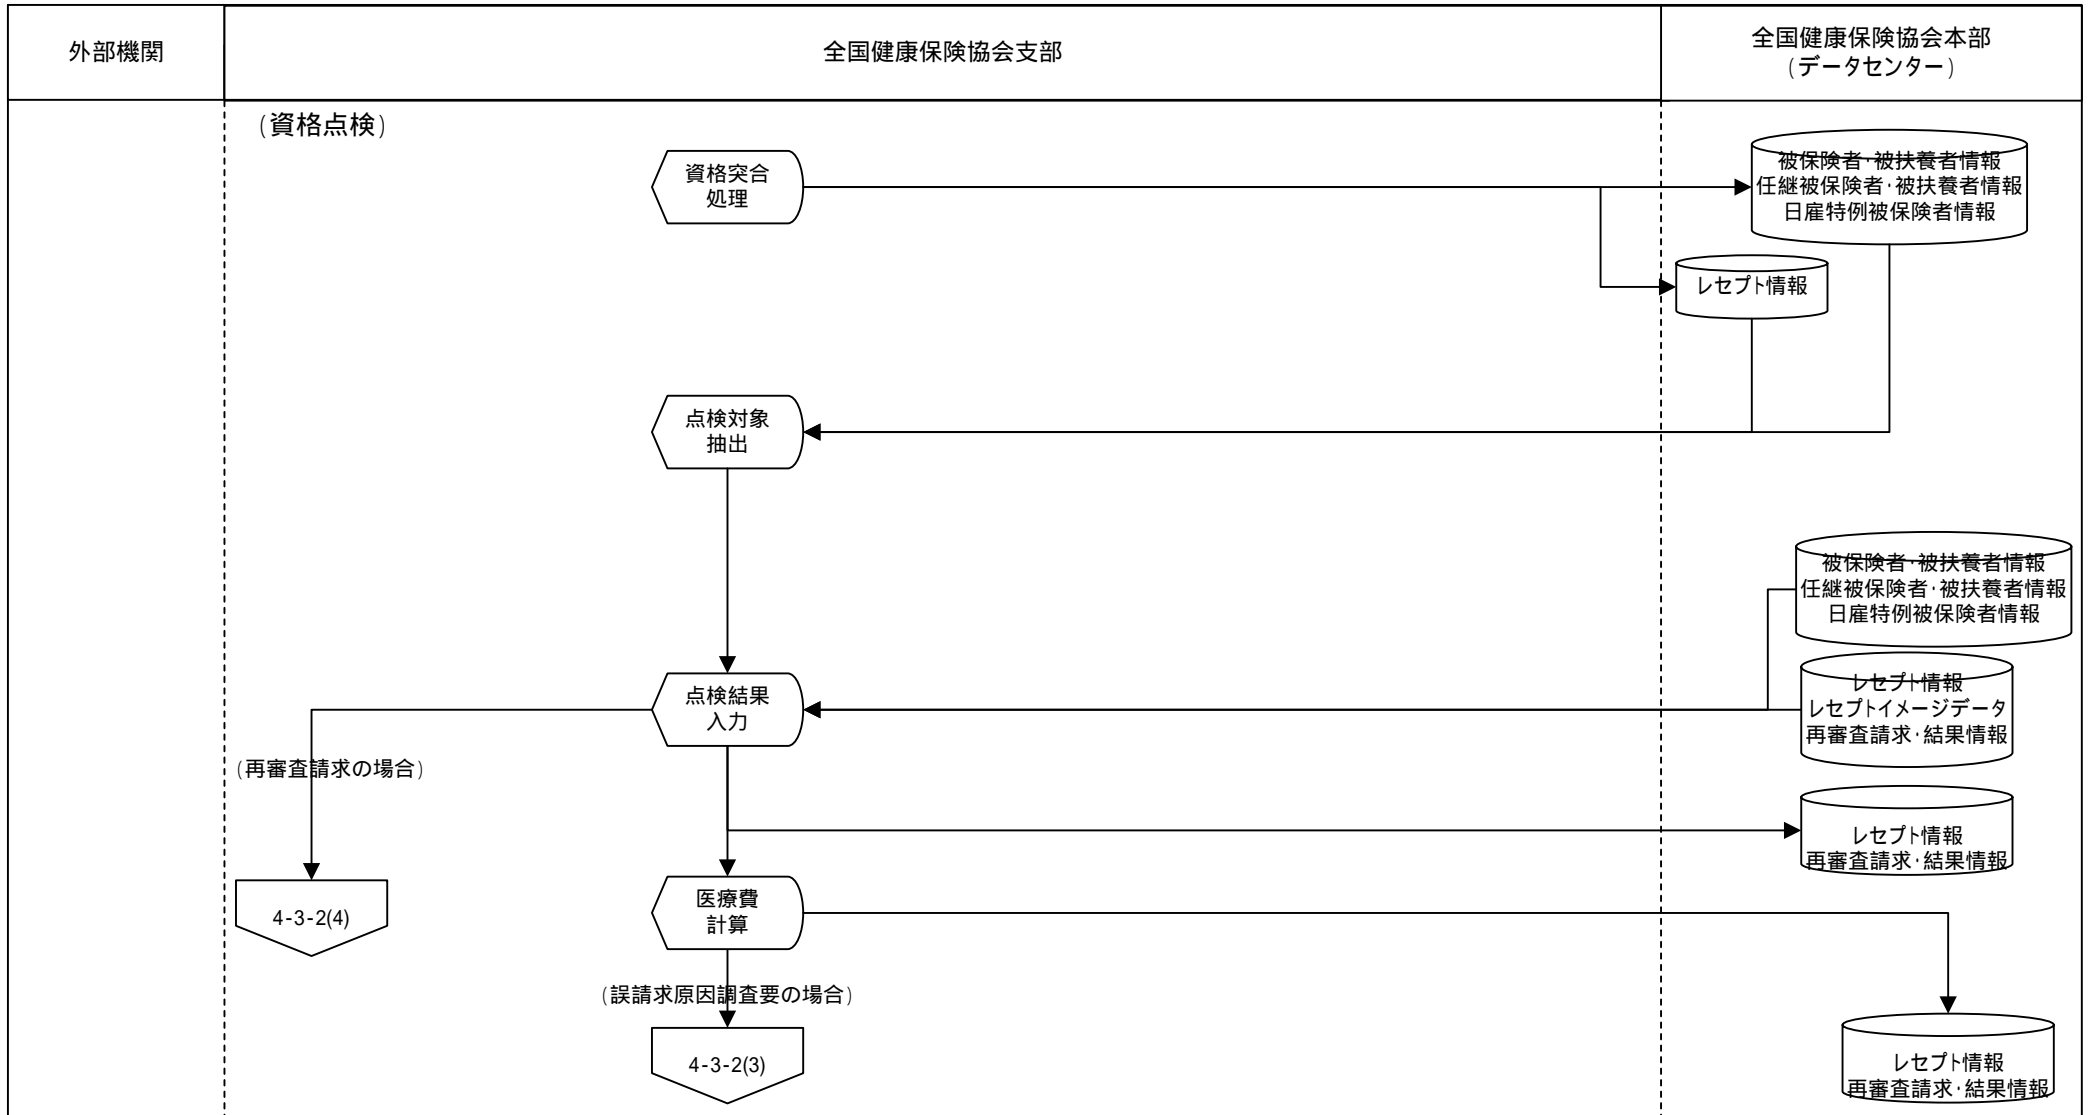 外部機関
全国健康保険協会支部
全国健康保険協会本部
(データセンター)
(資格点検)
資格突合
処理
被保険者・被扶養者情報
任継被保険者・被扶養者情報
日雇特例被保険者情報
レセプト情報
点検対象
抽出
被保険者・被扶養者情報
任継被保険者・被扶養者情報
日雇特例被保険者情報
点検結果
入力
レセプト情報
レセプトイメージデータ
再審査請求・結果情報
(再審査請求の場合)
レセプト情報
再審査請求・結果情報
4-3-2(4)
医療費
計算
(誤請求原因調査要の場合)
4-3-2(3)
レセプト情報
再審査請求・結果情報